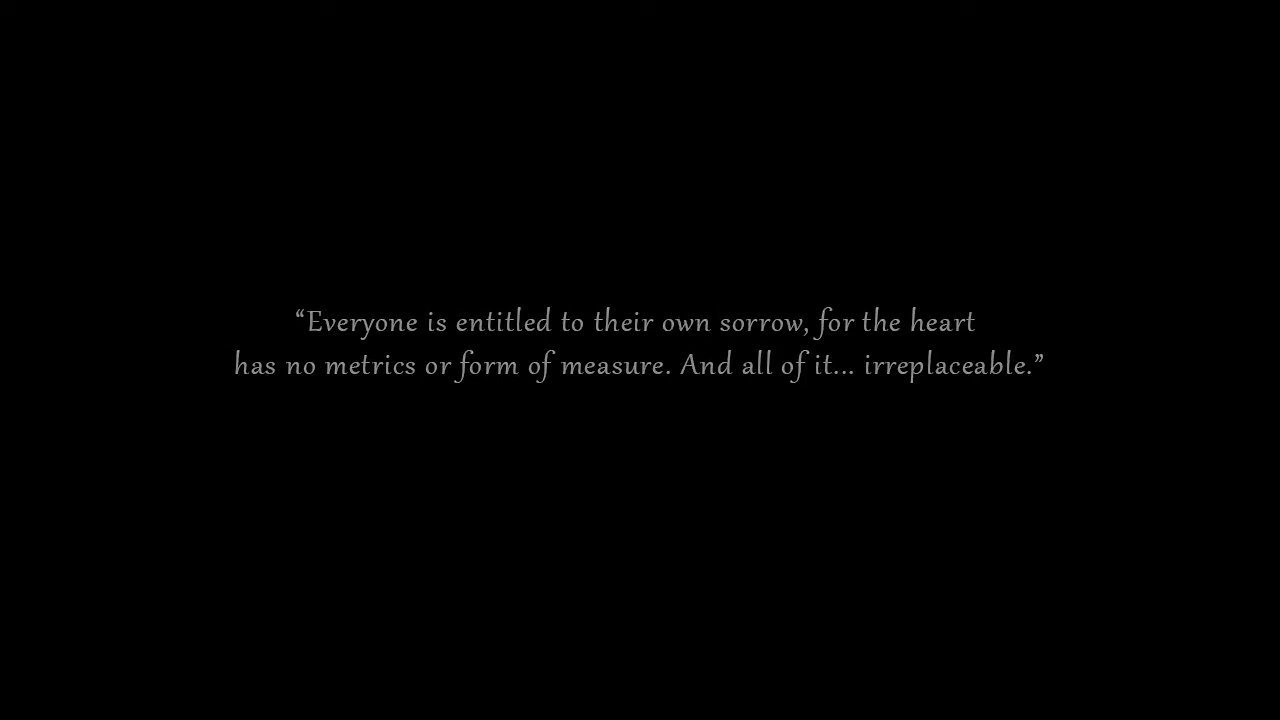 “Everyone is entitled to their own sorrow, for the heart
has no metrics or form of measure. And all of it... irreplaceable.”